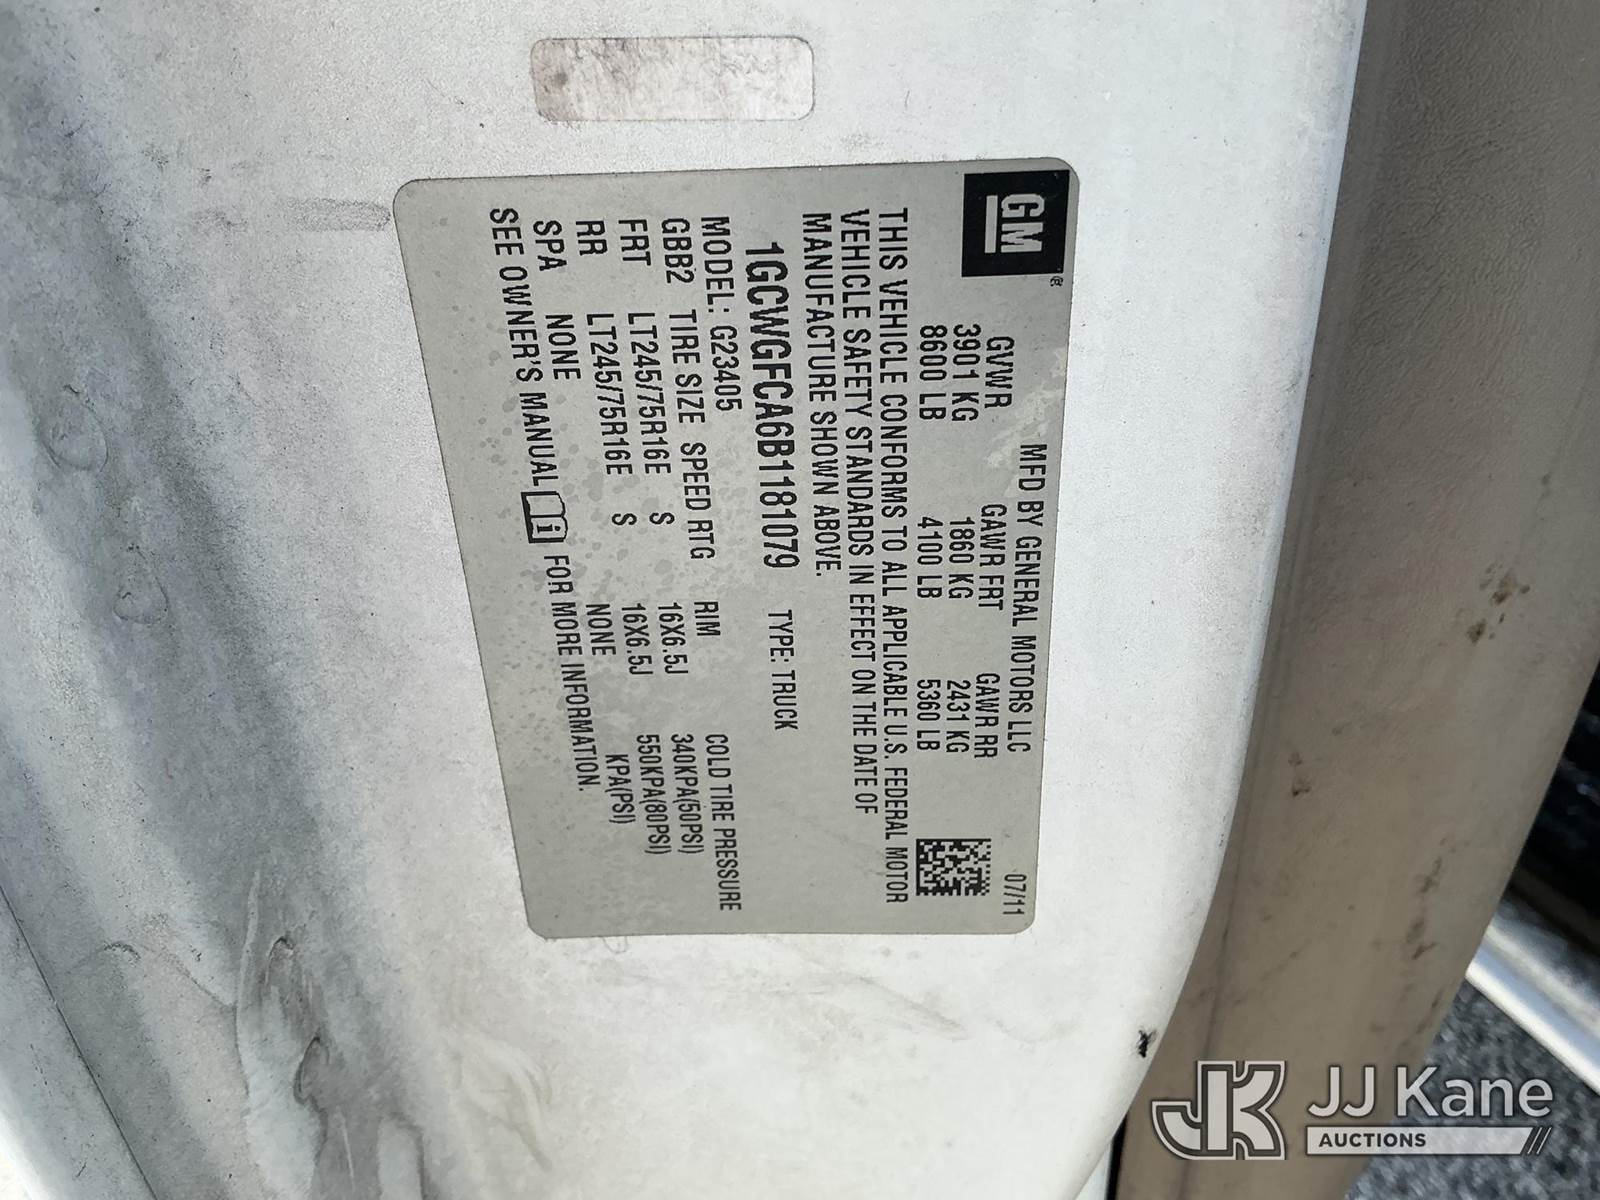 GM®
MFD BY GENERAL MOTORS LLC 07/11
GVWR GAWR FRT GAWR RR
3901 KG 1860 KG 2431 KG
8600 LB 4100 LB 5360 LB
THIS VEHICLE CONFORMS TO ALL APPLICABLE U.S. FEDERAL MOTOR
VEHICLE SAFETY STANDARDS IN EFFECT ON THE DATE OF
MANUFACTURE SHOWN ABOVE.
1GCWGFCA6B1181079 TYPE: TRUCK
MODEL: G23405
GBB2 TIRE SIZE SPEED RTG RIM COLD TIRE PRESSURE
FRT LT245/75R16E S 16X6.5J 340KPA(50PSI)
RR LT245/75R16E S 16X6.5J 550KPA(80PSI)
SPA NONE NONE KPA(PSI)
SEE OWNER'S MANUAL i FOR MORE INFORMATION.
JK JJ Kane
AUCTIONS